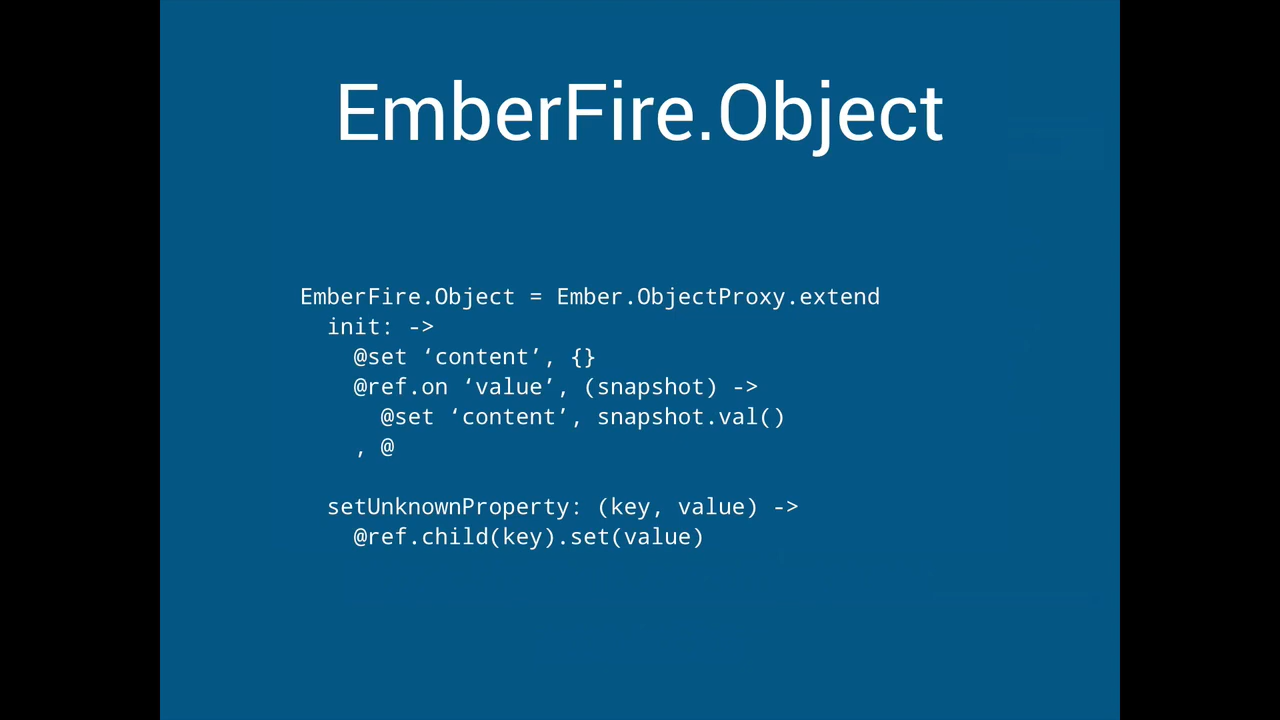 EmberFire.Object
EmberFire.Object = Ember.ObjectProxy.extend
  init: ->
    @set ‘content’, {}
    @ref.on ‘value’, (snapshot) ->
      @set ‘content’, snapshot.val()
    , @
  setUnknownProperty: (key, value) ->
    @ref.child(key).set(value)